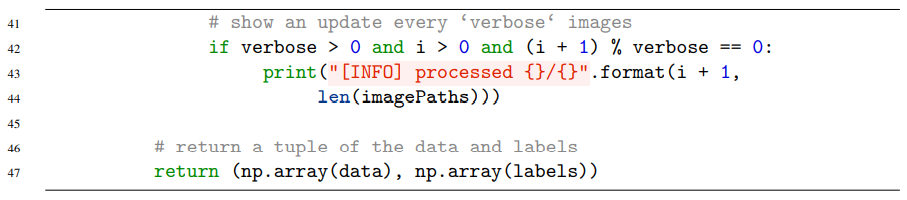 41 # show an update every ‘verbose‘ images
42 if verbose > 0 and i > 0 and (i + 1) % verbose == 0:
43 print("[INFO] processed {}/{}".format(i + 1,
44 len(imagePaths)))
45
46 # return a tuple of the data and labels
47 return (np.array(data), np.array(labels))